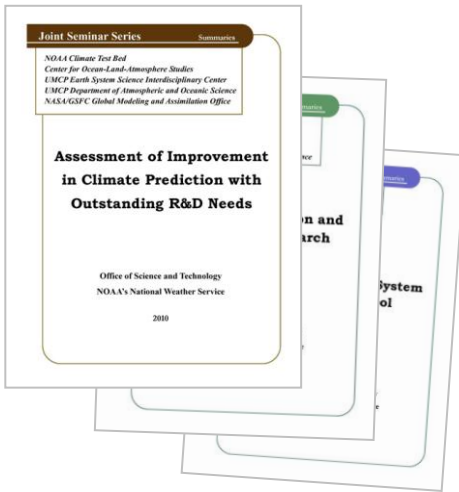 Joint Seminar Series Summaries
NOAA Climate Test Bed
Center for Ocean-Land-Atmosphere Studies
UMCP Earth System Science Interdisciplinary Center
UMCP Department of Atmospheric and Oceanic Science
NASA/GSFC Global Modeling and Assimilation Office
Assessment of Improvement
in Climate Prediction with
Outstanding R&D Needs
Office of Science and Technology
NOAA's National Weather Service
2010
maries
nce
on and
arch
maries
System
ol